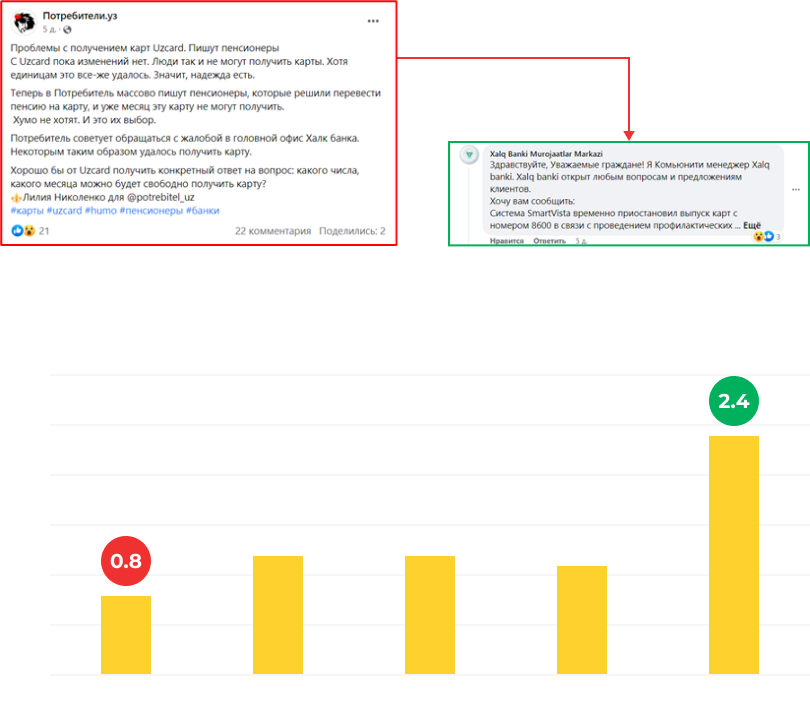 Потребители.уз
5 д.
Проблемы с получением карт Uzcard. Пишут пенсионеры
С Uzcard пока изменений нет. Люди так и не могут получить карты. Хотя
единицам это все-же удалось. Значит, надежда есть.
Теперь в Потребитель массово пишут пенсионеры, которые решили перевести
пенсию на карту, и уже месяц эту карту не могут получить.
Хумо не хотят. И это их выбор.
Потребитель советует обращаться с жалобой в головной офис Халк банка.
Некоторым таким образом удалось получить карту.
Хорошо бы от Uzcard получить конкретный ответ на вопрос: какого числа,
какого месяца можно будет свободно получить карту?
👍Лилия Николенко для @potrebitel_uz
#карты #uzcard #humo #пенсионеры #банки
21
22 комментария Поделились: 2
Xalq Banki Murojaatlar Markazi
Здравствуйте, Уважаемые граждане! Я Комьюнити менеджер Xalq
banki. Xalq banki открыт любым вопросам и предложениям
клиентов.
Хочу вам сообщить:
Система SmartVista временно приостановил выпуск карт с
номером 8600 в связи с проведением профилактических ... Ещё
Нравится Ответить 5 д.
3
2.4
0.8